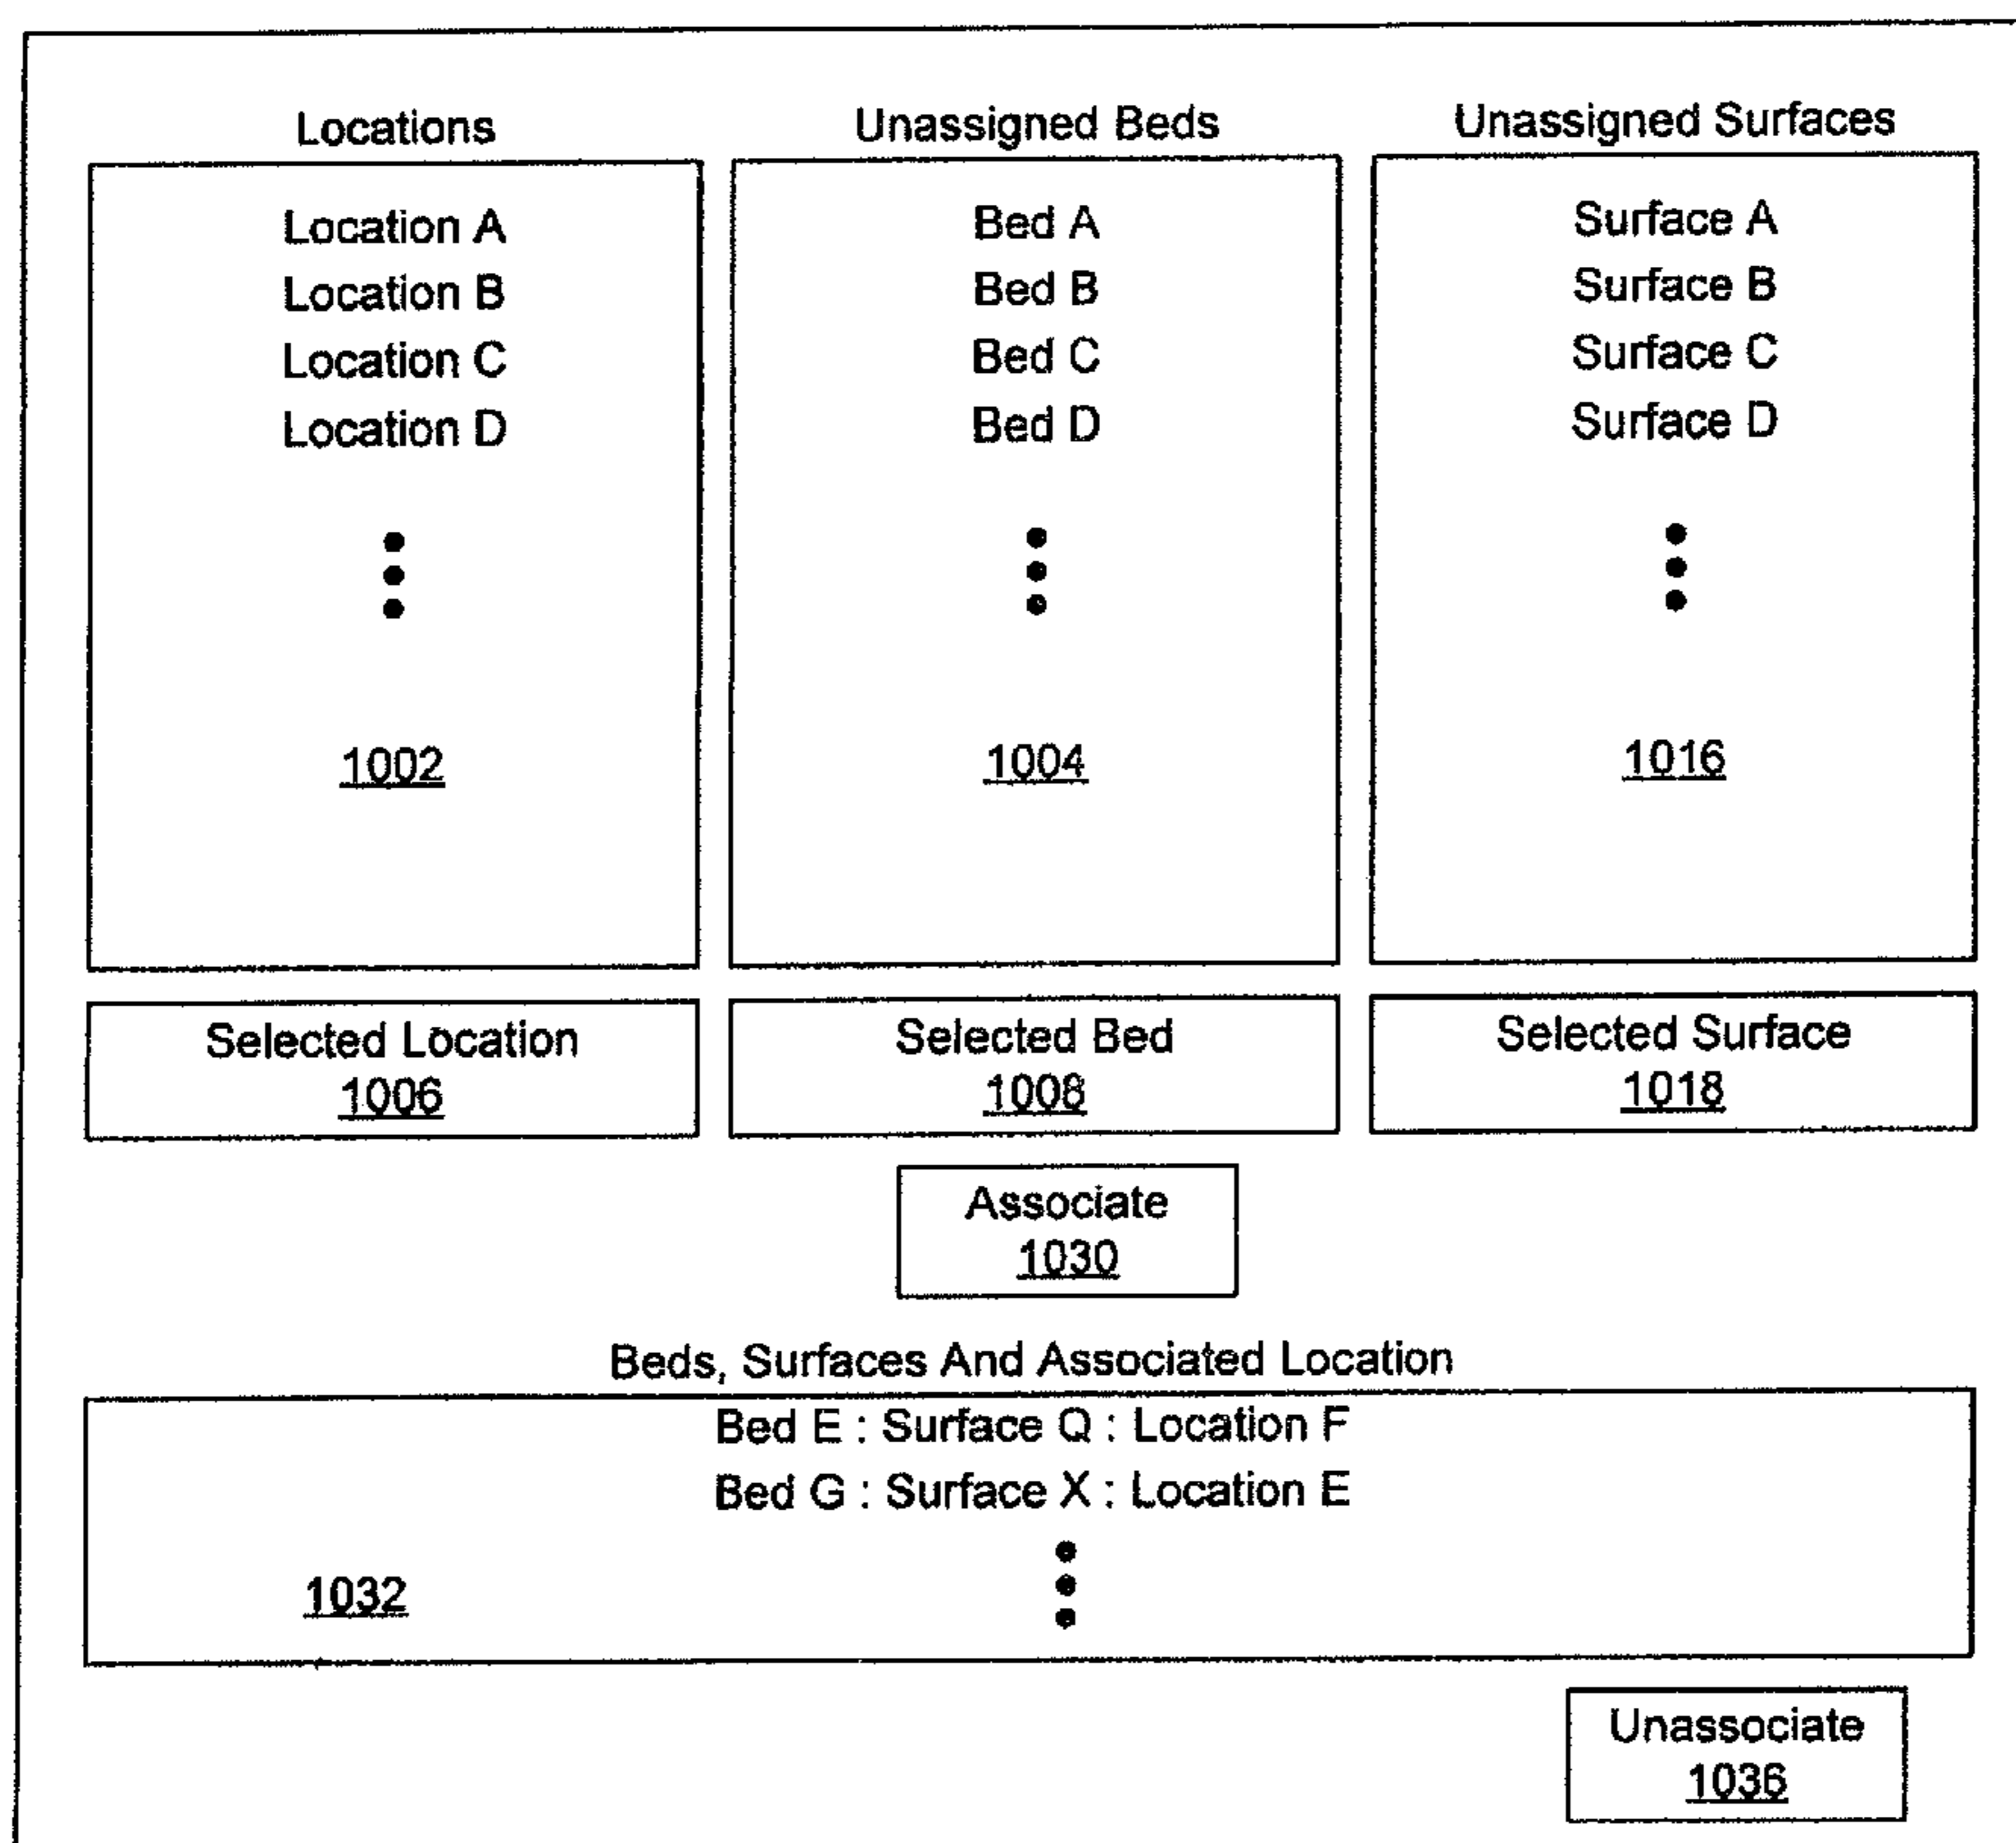 Locations
Location A
Location B
Location C
Location D
1002
Unassigned Beds
Bed A
Bed B
Bed C
Bed D
1004
Unassigned Surfaces
Surface A
Surface B
Surface C
Surface D
1016
Selected Location
1006
Selected Bed
1008
Selected Surface
1018
Associate
1030
Beds, Surfaces And Associated Location
Bed E : Surface Q : Location F
Bed G : Surface X : Location E
1032
Unassociate
1036